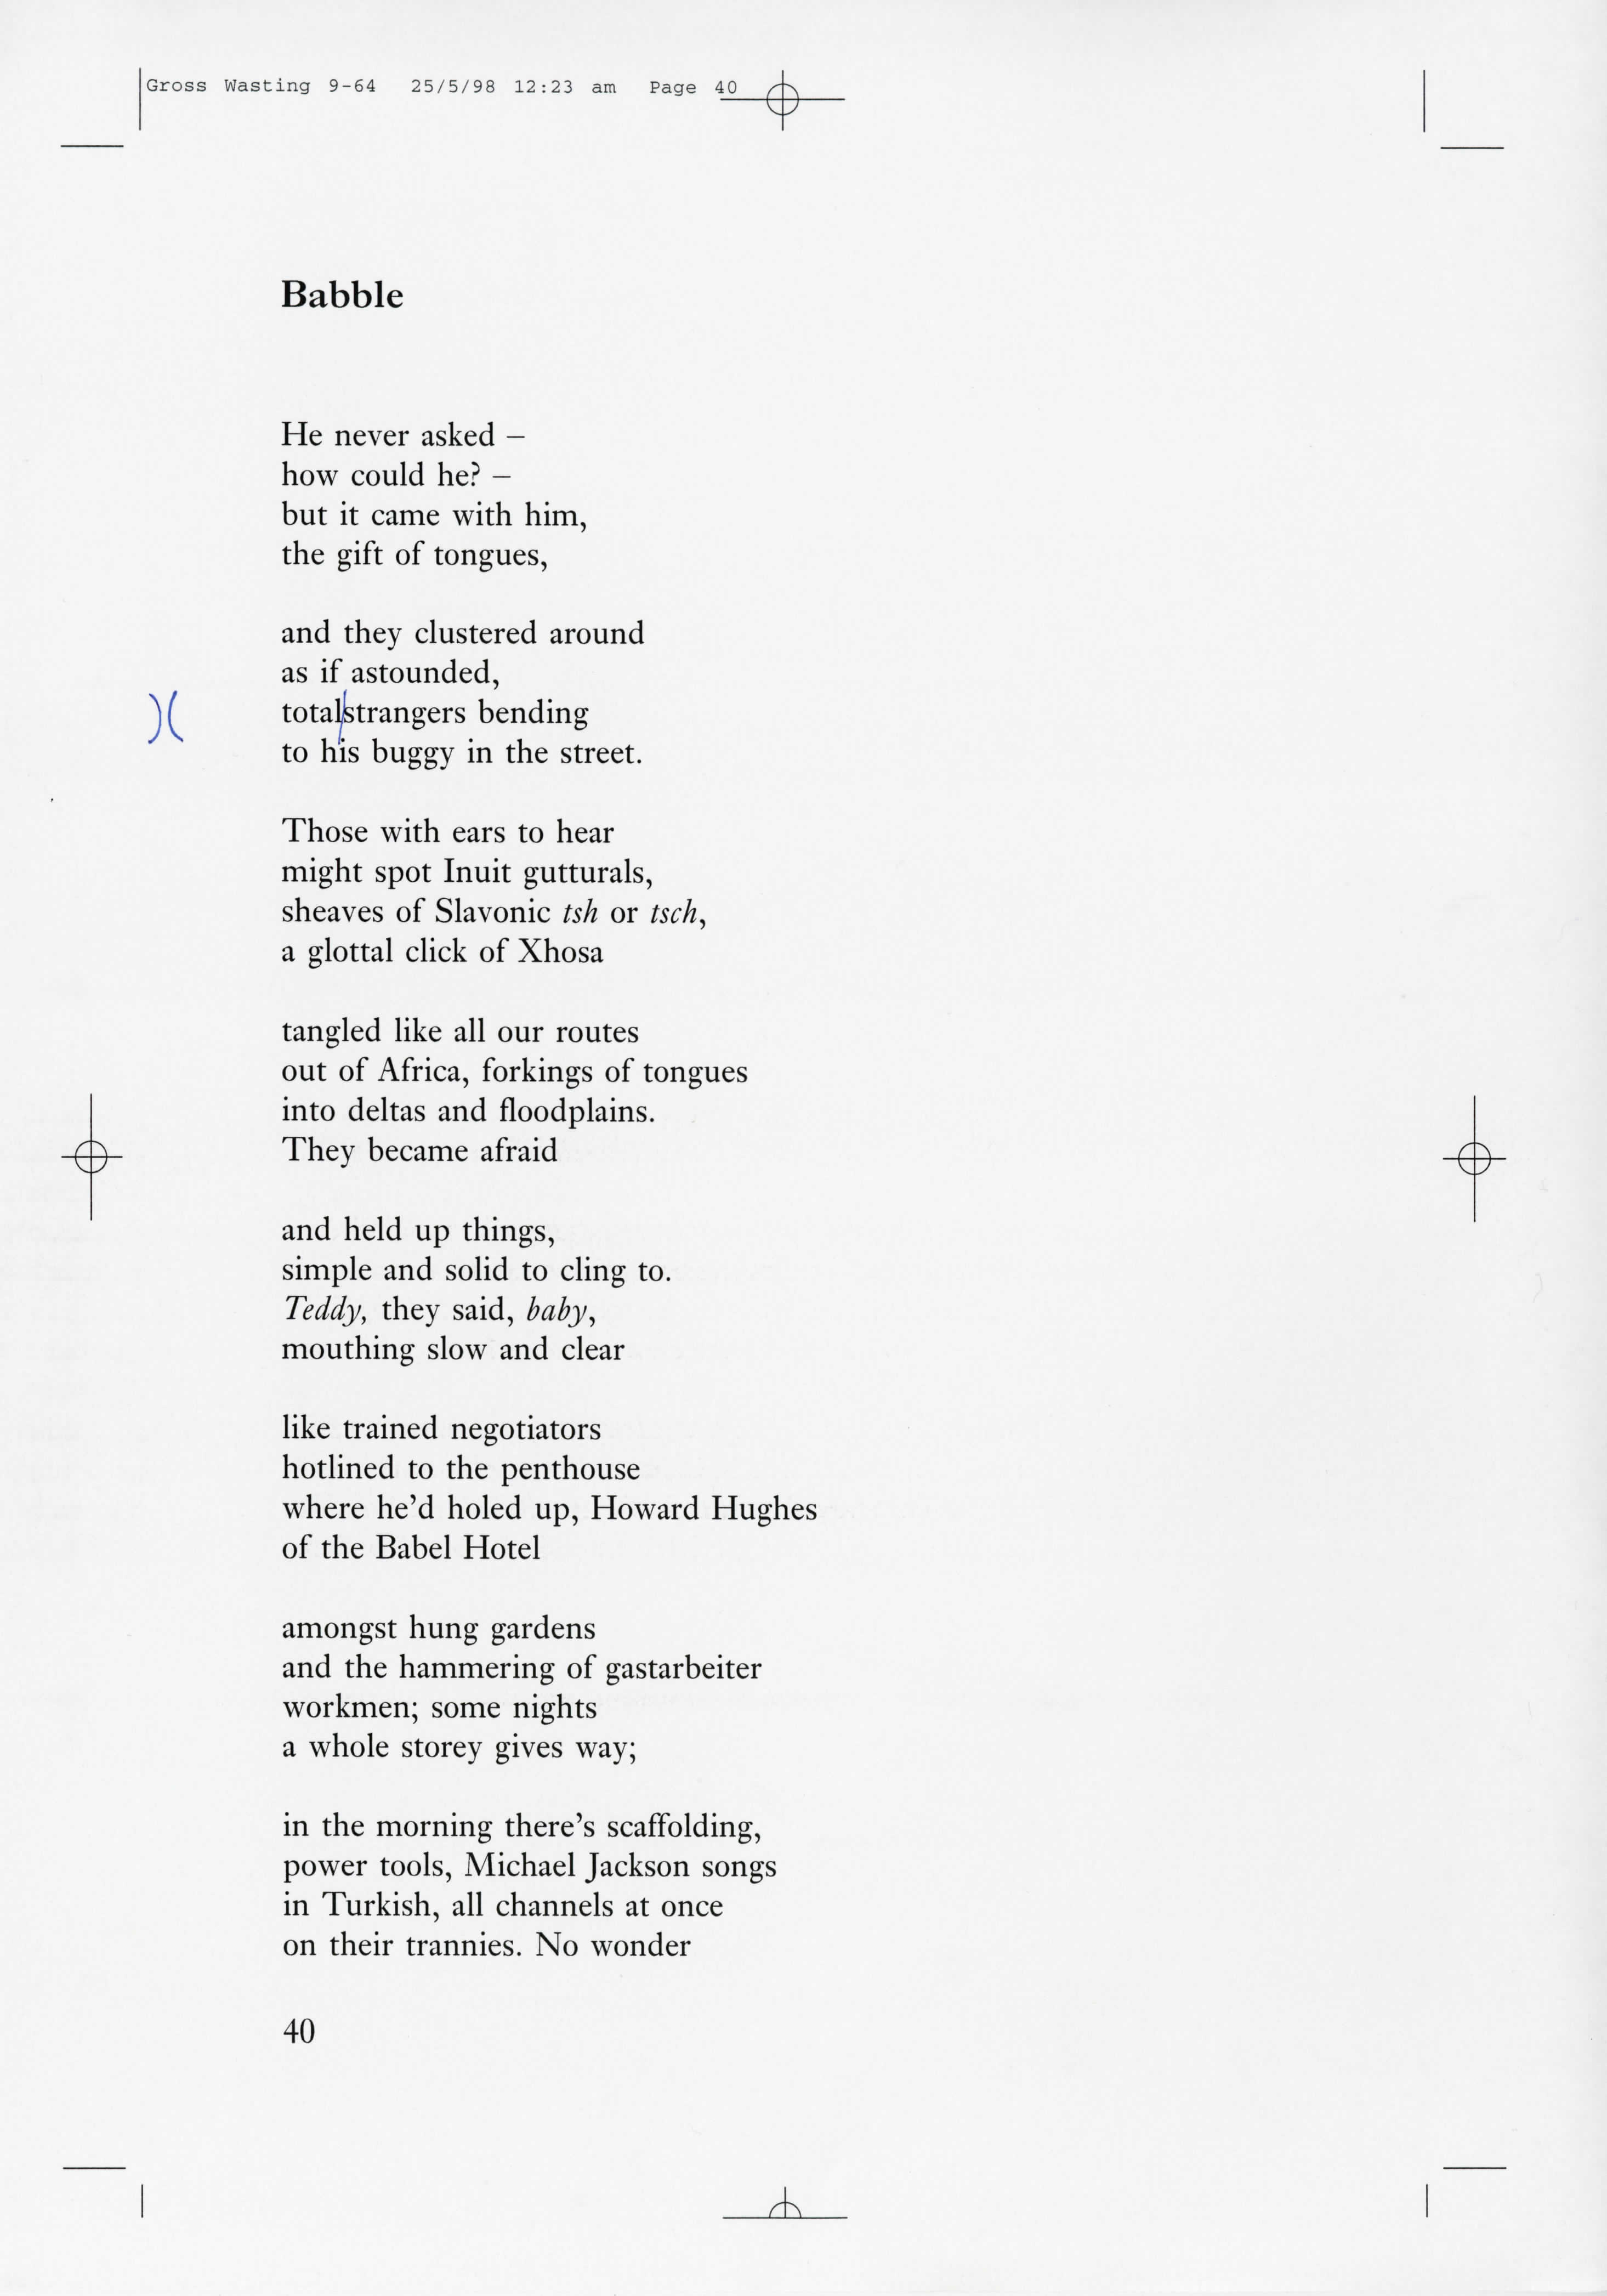 Gross Wasting 9-64 25/5/98 12:23 am Page 40
Babble
He never asked –
how could he? –
but it came with him,
the gift of tongues,
and they clustered around
as if astounded,
totalstrangers bending
to his buggy in the street.
Those with ears to hear
might spot Inuit gutturals,
sheaves of Slavonic tsh or tsch,
a glottal click of Xhosa
tangled like all our routes
out of Africa, forkings of tongues
into deltas and floodplains.
They became afraid
and held up things,
simple and solid to cling to.
Teddy, they said, baby,
mouthing slow and clear
like trained negotiators
hotlined to the penthouse
where he’d holed up, Howard Hughes
of the Babel Hotel
amongst hung gardens
and the hammering of gastarbeiter
workmen; some nights
a whole storey gives way;
in the morning there’s scaffolding,
power tools, Michael Jackson songs
in Turkish, all channels at once
on their trannies. No wonder
40